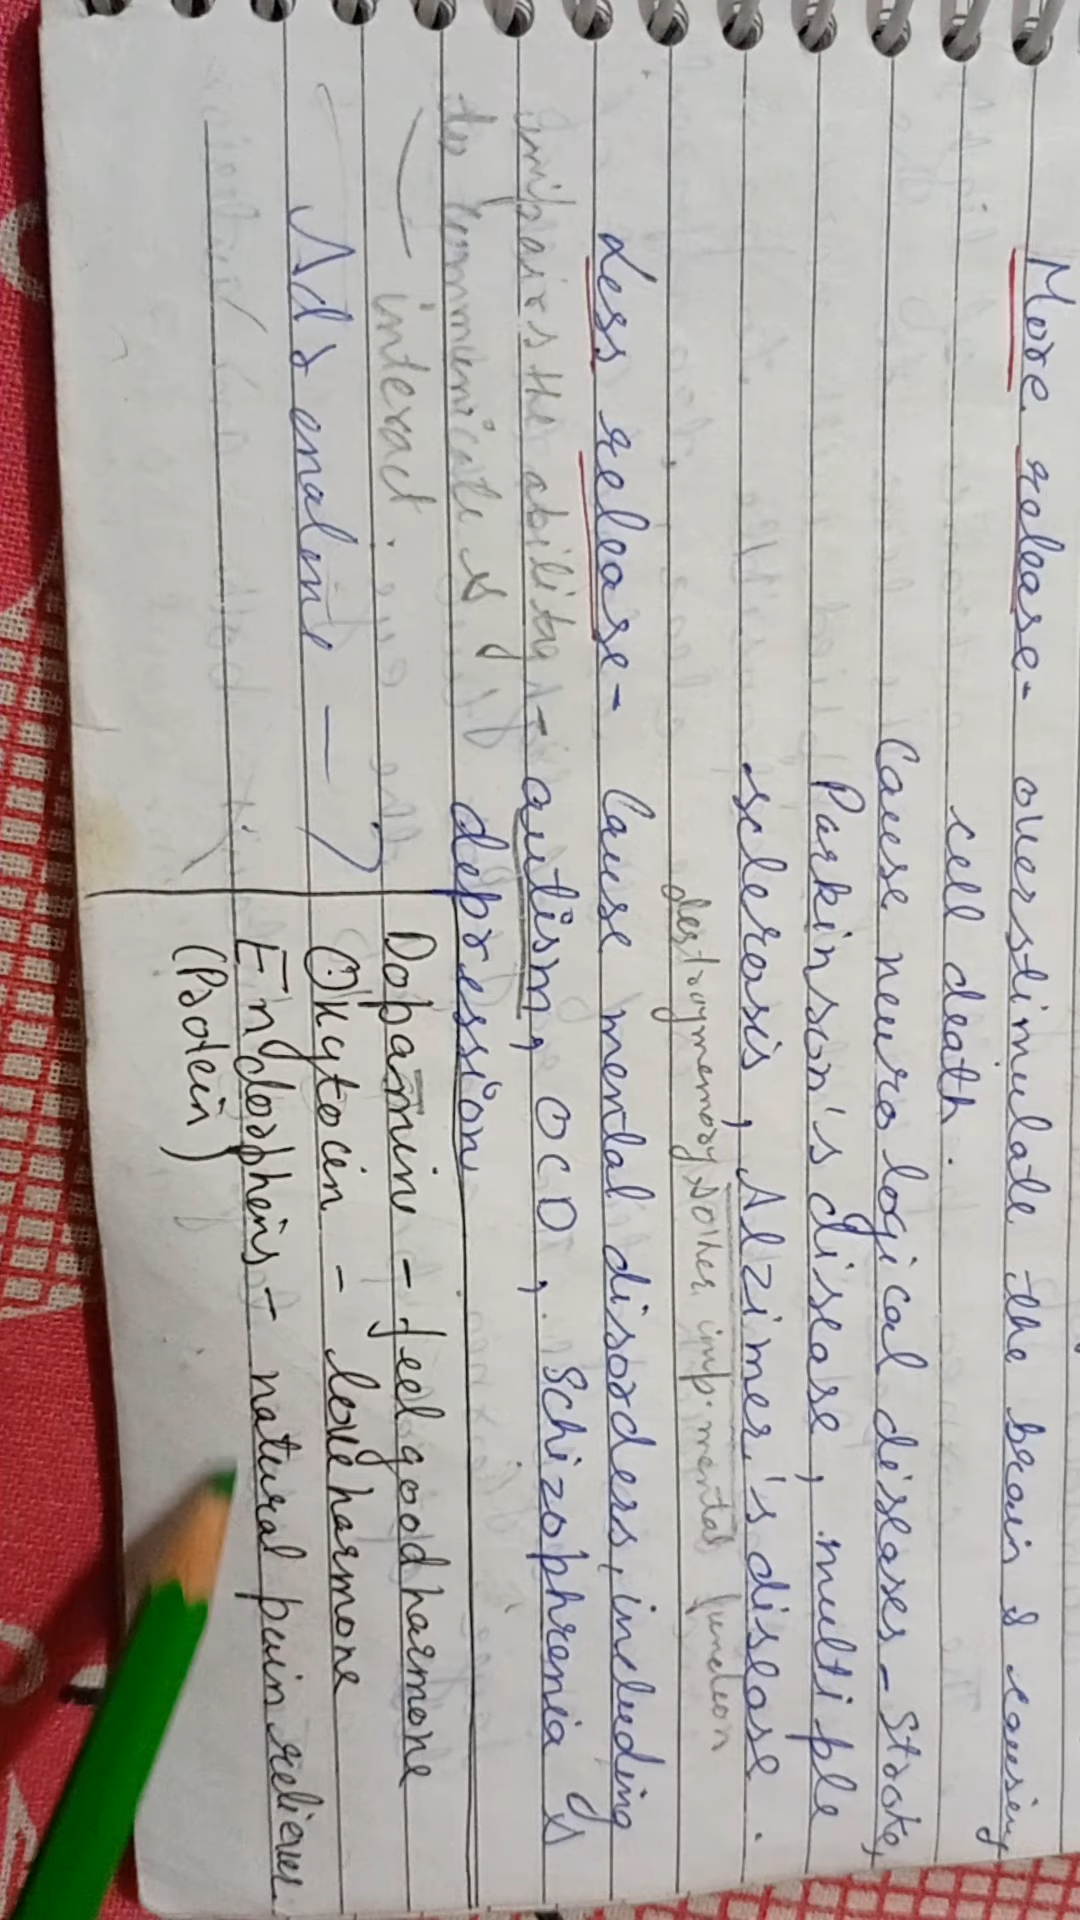 More release - overstimulate the brain & causing
cell death.
Cause neurological diseases - Stroke,
Parkinson's disease, multiple
sclerosis, Alzimer's disease.
destroy memory & other imp. mental function
Less release - Cause mental disorders, including
impairs the ability - autism, OCD, Schizophrenia &
to communicate & depression
interact.
Adrenaline -
Dopamine - feel good harmone
Oxytocin - love harmone
Endorphins - natural pain reliever
(Protein)